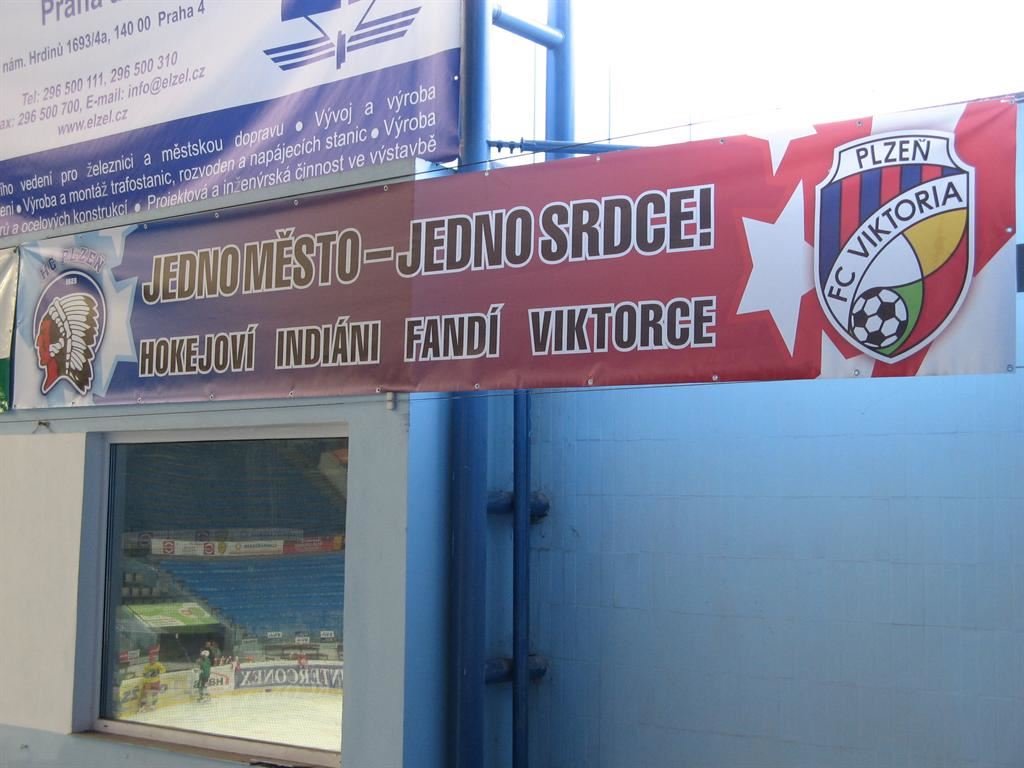 Praha
nám. Hrdinů 1693/4a, 140 00 Praha 4
Tel: 296 500 111, 296 500 310
Fax: 296 500 700, E-mail: info@elzel.cz
www.elzel.cz
vedení pro železnici a městskou dopravu • Vývoj a výroba
• Výroba a montáž trafostanic, rozvoden a napájecích stanic • Výroba
a ocelových konstrukcí • Projektová a inženýrská činnost ve výstavbě
HC PLZEŇ
1929
JEDNO MĚSTO – JEDNO SRDCE!
HOKEJOVÍ INDIÁNI FANDÍ VIKTORCE
PLZEŇ
FC VIKTORIA
INTERCONEX